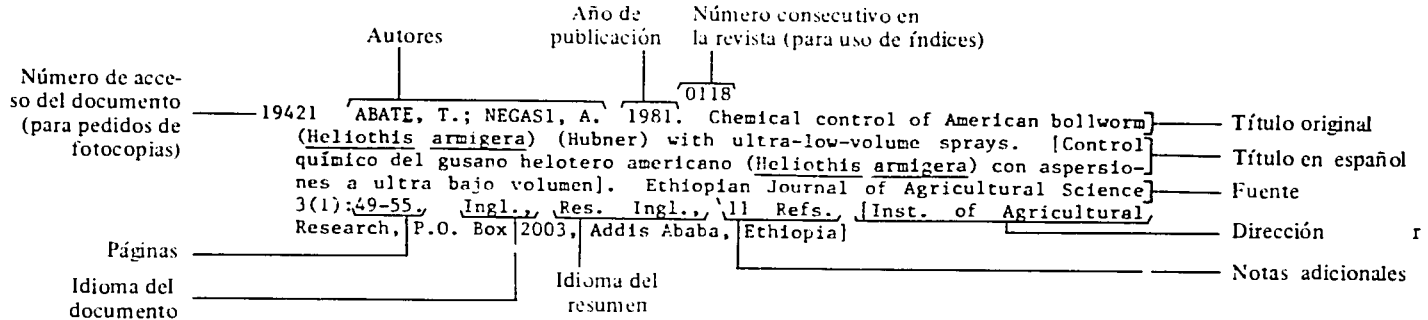 Año de Número consecutivo en
Autores publicación la revista (para uso de índices)
Número de acce-
so del documento
(para pedidos de
fotocopias)
0118
19421 ABATE, T.; NEGASI, A. 1981. Chemical control of American bollworm Título original
(Heliothis armigera) (Hubner) with ultra-low-volume sprays. [Control
químico del gusano helotero americano (Heliothis armigera) con aspersio- Título en español
nes a ultra bajo volumen]. Ethiopian Journal of Agricultural Science Fuente
3(1):49-55. Ingl., Res. Ingl., 11 Refs. [Inst. of Agricultural
Research, P.O. Box 2003, Addis Ababa, Ethiopia] Dirección r
Páginas
Notas adicionales
Idioma del Idioma del
documento resumen